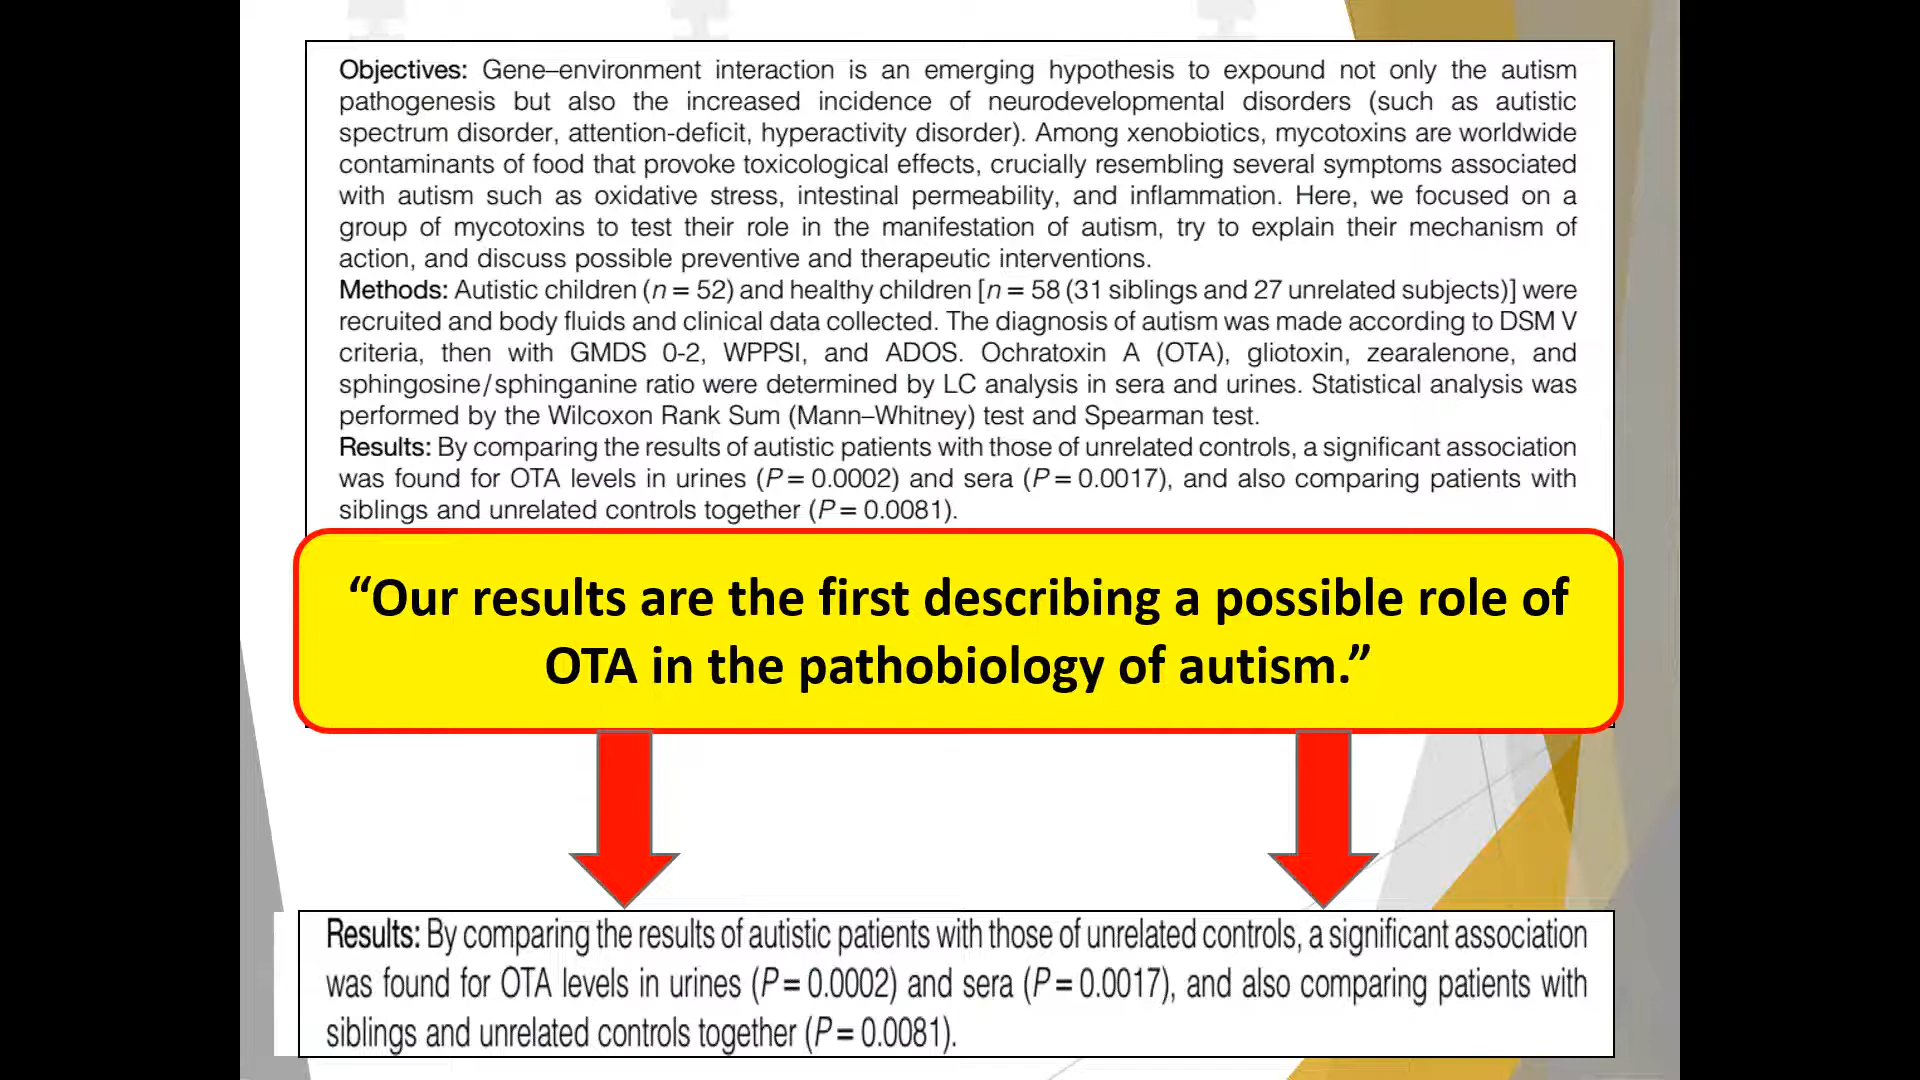 Objectives: Gene–environment interaction is an emerging hypothesis to expound not only the autism
pathogenesis but also the increased incidence of neurodevelopmental disorders (such as autistic
spectrum disorder, attention-deficit, hyperactivity disorder). Among xenobiotics, mycotoxins are worldwide
contaminants of food that provoke toxicological effects, crucially resembling several symptoms associated
with autism such as oxidative stress, intestinal permeability, and inflammation. Here, we focused on a
group of mycotoxins to test their role in the manifestation of autism, try to explain their mechanism of
action, and discuss possible preventive and therapeutic interventions.
Methods: Autistic children (n = 52) and healthy children [n = 58 (31 siblings and 27 unrelated subjects)] were
recruited and body fluids and clinical data collected. The diagnosis of autism was made according to DSM V
criteria, then with GMDS 0-2, WPPSI, and ADOS. Ochratoxin A (OTA), gliotoxin, zearalenone, and
sphingosine/sphinganine ratio were determined by LC analysis in sera and urines. Statistical analysis was
performed by the Wilcoxon Rank Sum (Mann–Whitney) test and Spearman test.
Results: By comparing the results of autistic patients with those of unrelated controls, a significant association
was found for OTA levels in urines (P = 0.0002) and sera (P = 0.0017), and also comparing patients with
siblings and unrelated controls together (P = 0.0081).
“Our results are the first describing a possible role of
OTA in the pathobiology of autism.”
Results: By comparing the results of autistic patients with those of unrelated controls, a significant association
was found for OTA levels in urines (P = 0.0002) and sera (P = 0.0017), and also comparing patients with
siblings and unrelated controls together (P = 0.0081).